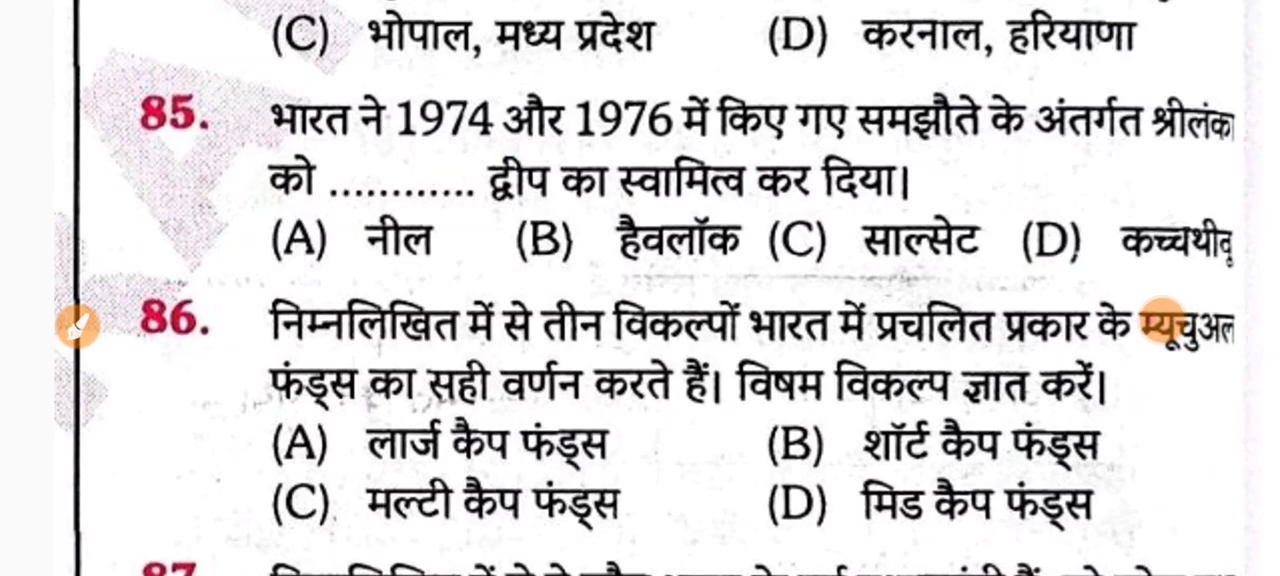 (C) भोपाल, मध्य प्रदेश (D) करनाल, हरियाणा
85. भारत ने 1974 और 1976 में किए गए समझौते के अंतर्गत श्रीलंका
को ............ द्वीप का स्वामित्व कर दिया।
(A) नील (B) हैवलॉक (C) साल्सेट (D) कच्चथीवु
86. निम्नलिखित में से तीन विकल्पों भारत में प्रचलित प्रकार के म्यूचुअल
फंड्स का सही वर्णन करते हैं। विषम विकल्प ज्ञात करें।
(A) लार्ज कैप फंड्स (B) शॉर्ट कैप फंड्स
(C) मल्टी कैप फंड्स (D) मिड कैप फंड्स
87.